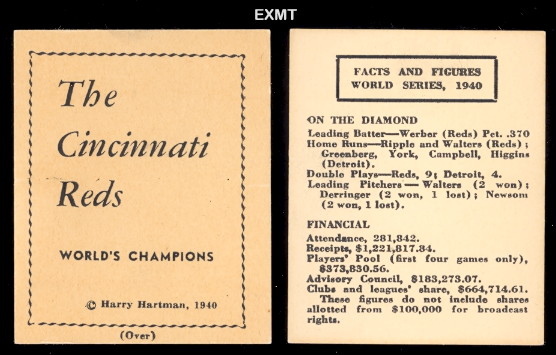 EXMT
The
Cincinnati
Reds
WORLD'S CHAMPIONS
© Harry Hartman, 1940
(Over)
FACTS AND FIGURES
WORLD SERIES, 1940
ON THE DIAMOND
Leading Batter—Werber (Reds) Pct. .370
Home Runs—Ripple and Walters (Reds);
Greenberg, York, Campbell, Higgins
(Detroit).
Double Plays—Reds, 9; Detroit, 4.
Leading Pitchers—Walters (2 won);
Derringer (2 won, 1 lost); Newsom
(2 won, 1 lost).
FINANCIAL
Attendance, 281,842.
Receipts, $1,221,817.84.
Players' Pool (first four games only),
$373,830.56.
Advisory Council, $183,273.07.
Clubs and leagues' share, $664,714.61.
These figures do not include shares
allotted from $100,000 for broadcast
rights.